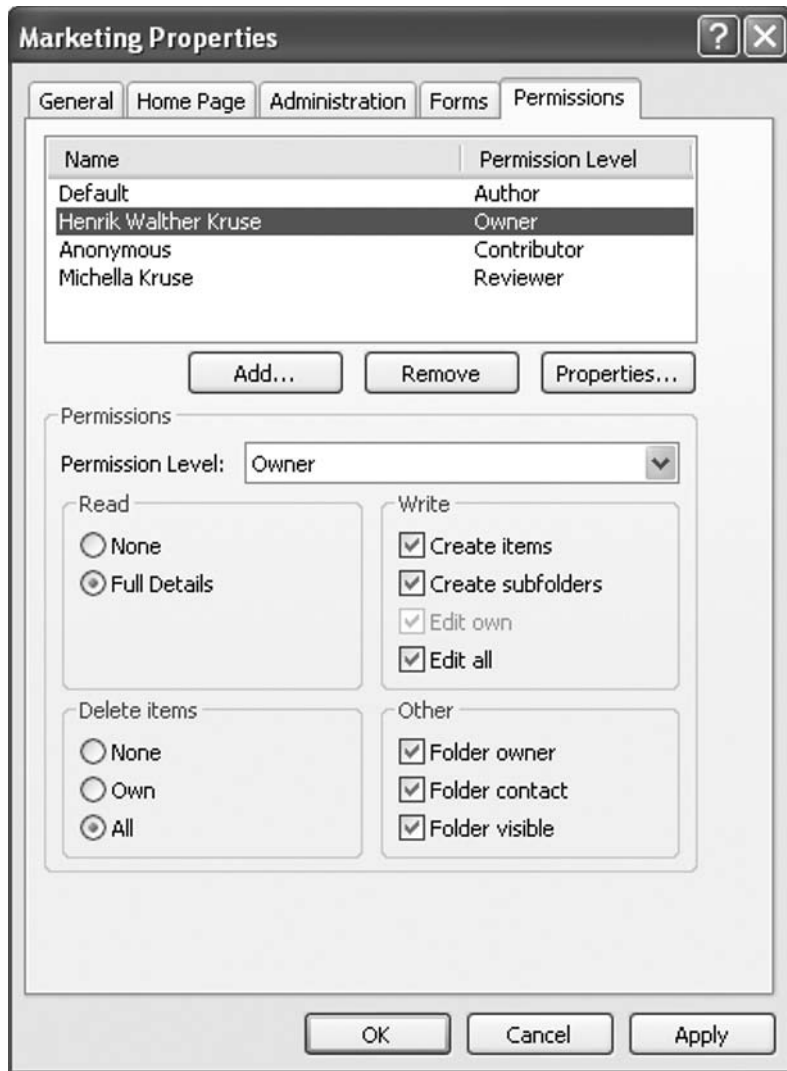 Marketing Properties
General Home Page Administration Forms Permissions
Name Permission Level
Default Author
Henrik Walther Kruse Owner
Anonymous Contributor
Michella Kruse Reviewer
Add... Remove Properties...
Permissions
Permission Level: Owner
Read
None
Full Details
Write
Create items
Create subfolders
Edit own
Edit all
Delete items
None
Own
All
Other
Folder owner
Folder contact
Folder visible
OK Cancel Apply